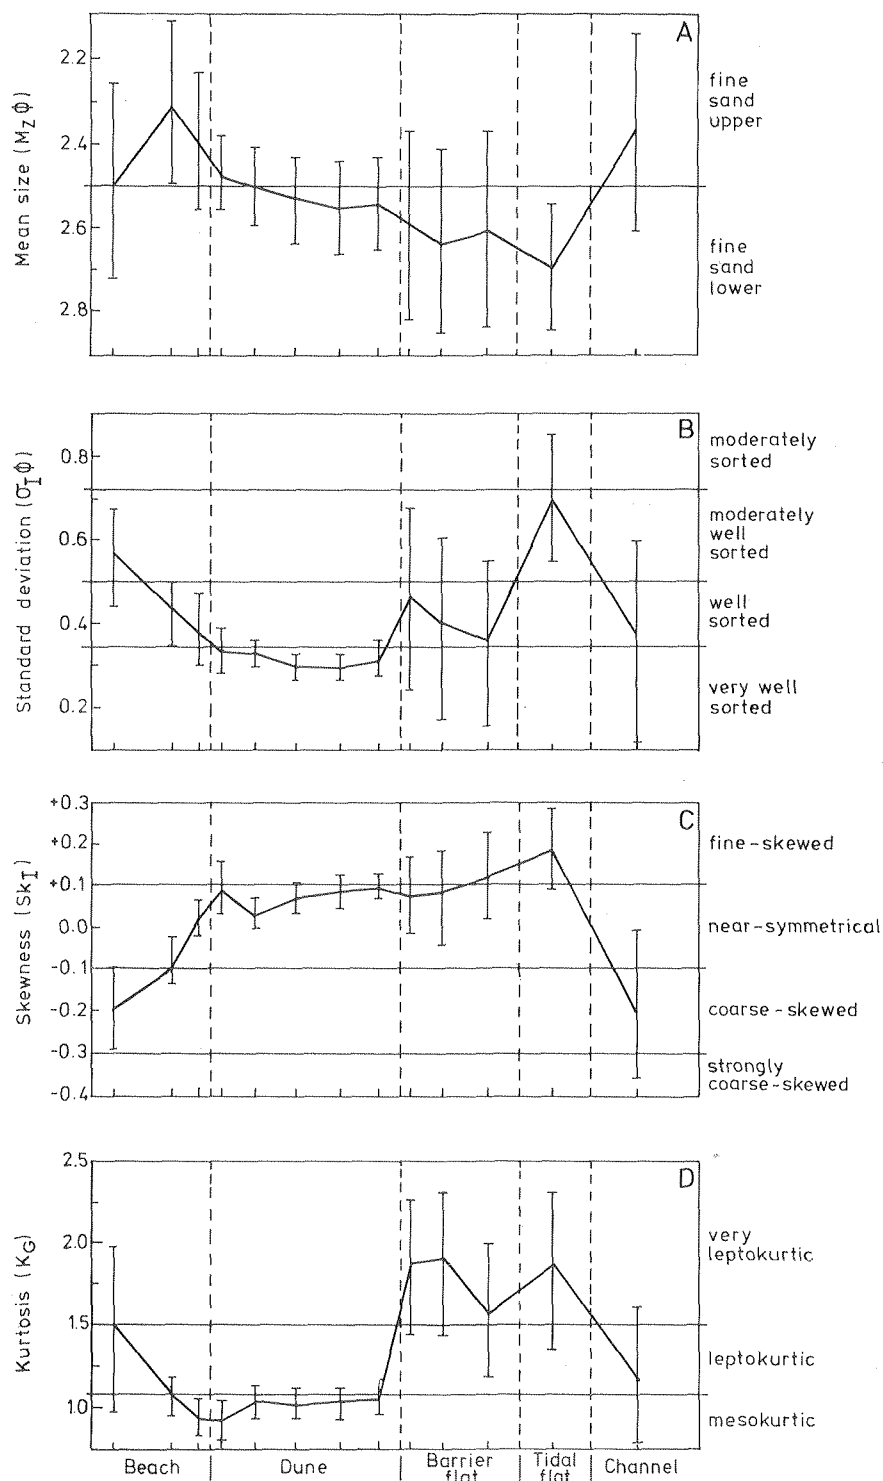 A
Mean size (MZϕ)
2.2
2.4
2.6
2.8
fine
sand
upper
fine
sand
lower
B
Standard deviation (σIϕ)
0.8
0.6
0.4
0.2
moderately
sorted
moderately
well
sorted
well
sorted
very well
sorted
C
Skewness (SkI)
+0.3
+0.2
+0.1
0.0
-0.1
-0.2
-0.3
-0.4
fine-skewed
near-symmetrical
coarse-skewed
strongly
coarse-skewed
D
Kurtosis (KG)
2.5
2.0
1.5
1.0
very
leptokurtic
leptokurtic
mesokurtic
Beach
Dune
Barrier
flat
Tidal
flat
Channel